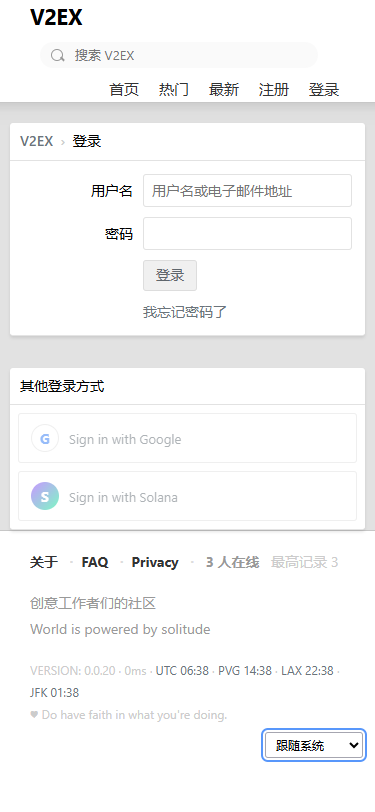 V2EX
搜索 V2EX
首页 热门 最新 注册 登录
V2EX › 登录
用户名 用户名或电子邮件地址
密码
登录
我忘记密码了
其他登录方式
G Sign in with Google
S Sign in with Solana
关于 · FAQ · Privacy · 3 人在线 最高记录 3
创意工作者们的社区
World is powered by solitude
VERSION: 0.0.20 · 0ms · UTC 06:38 · PVG 14:38 · LAX 22:38 ·
JFK 01:38
♥ Do have faith in what you're doing.
跟随系统